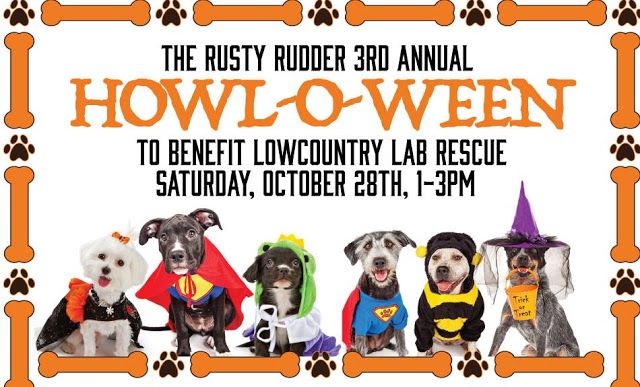 THE RUSTY RUDDER 3RD ANNUAL
HOWL-O-WEEN
TO BENEFIT LOWCOUNTRY LAB RESCUE
SATURDAY, OCTOBER 28TH, 1-3PM
Trick
or
Treat